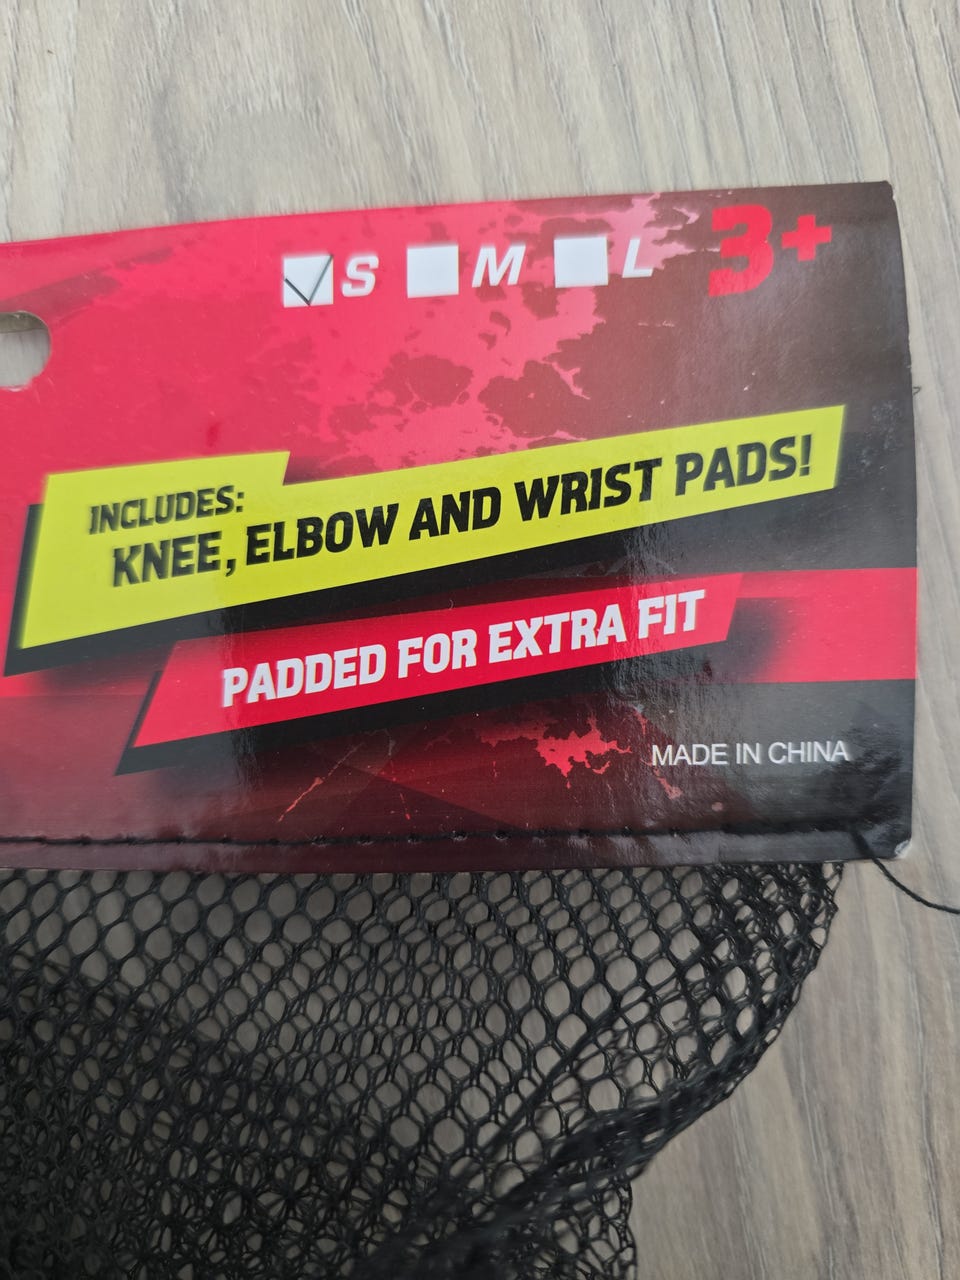 S M L 3+
INCLUDES:
KNEE, ELBOW AND WRIST PADS!
PADDED FOR EXTRA FIT
MADE IN CHINA